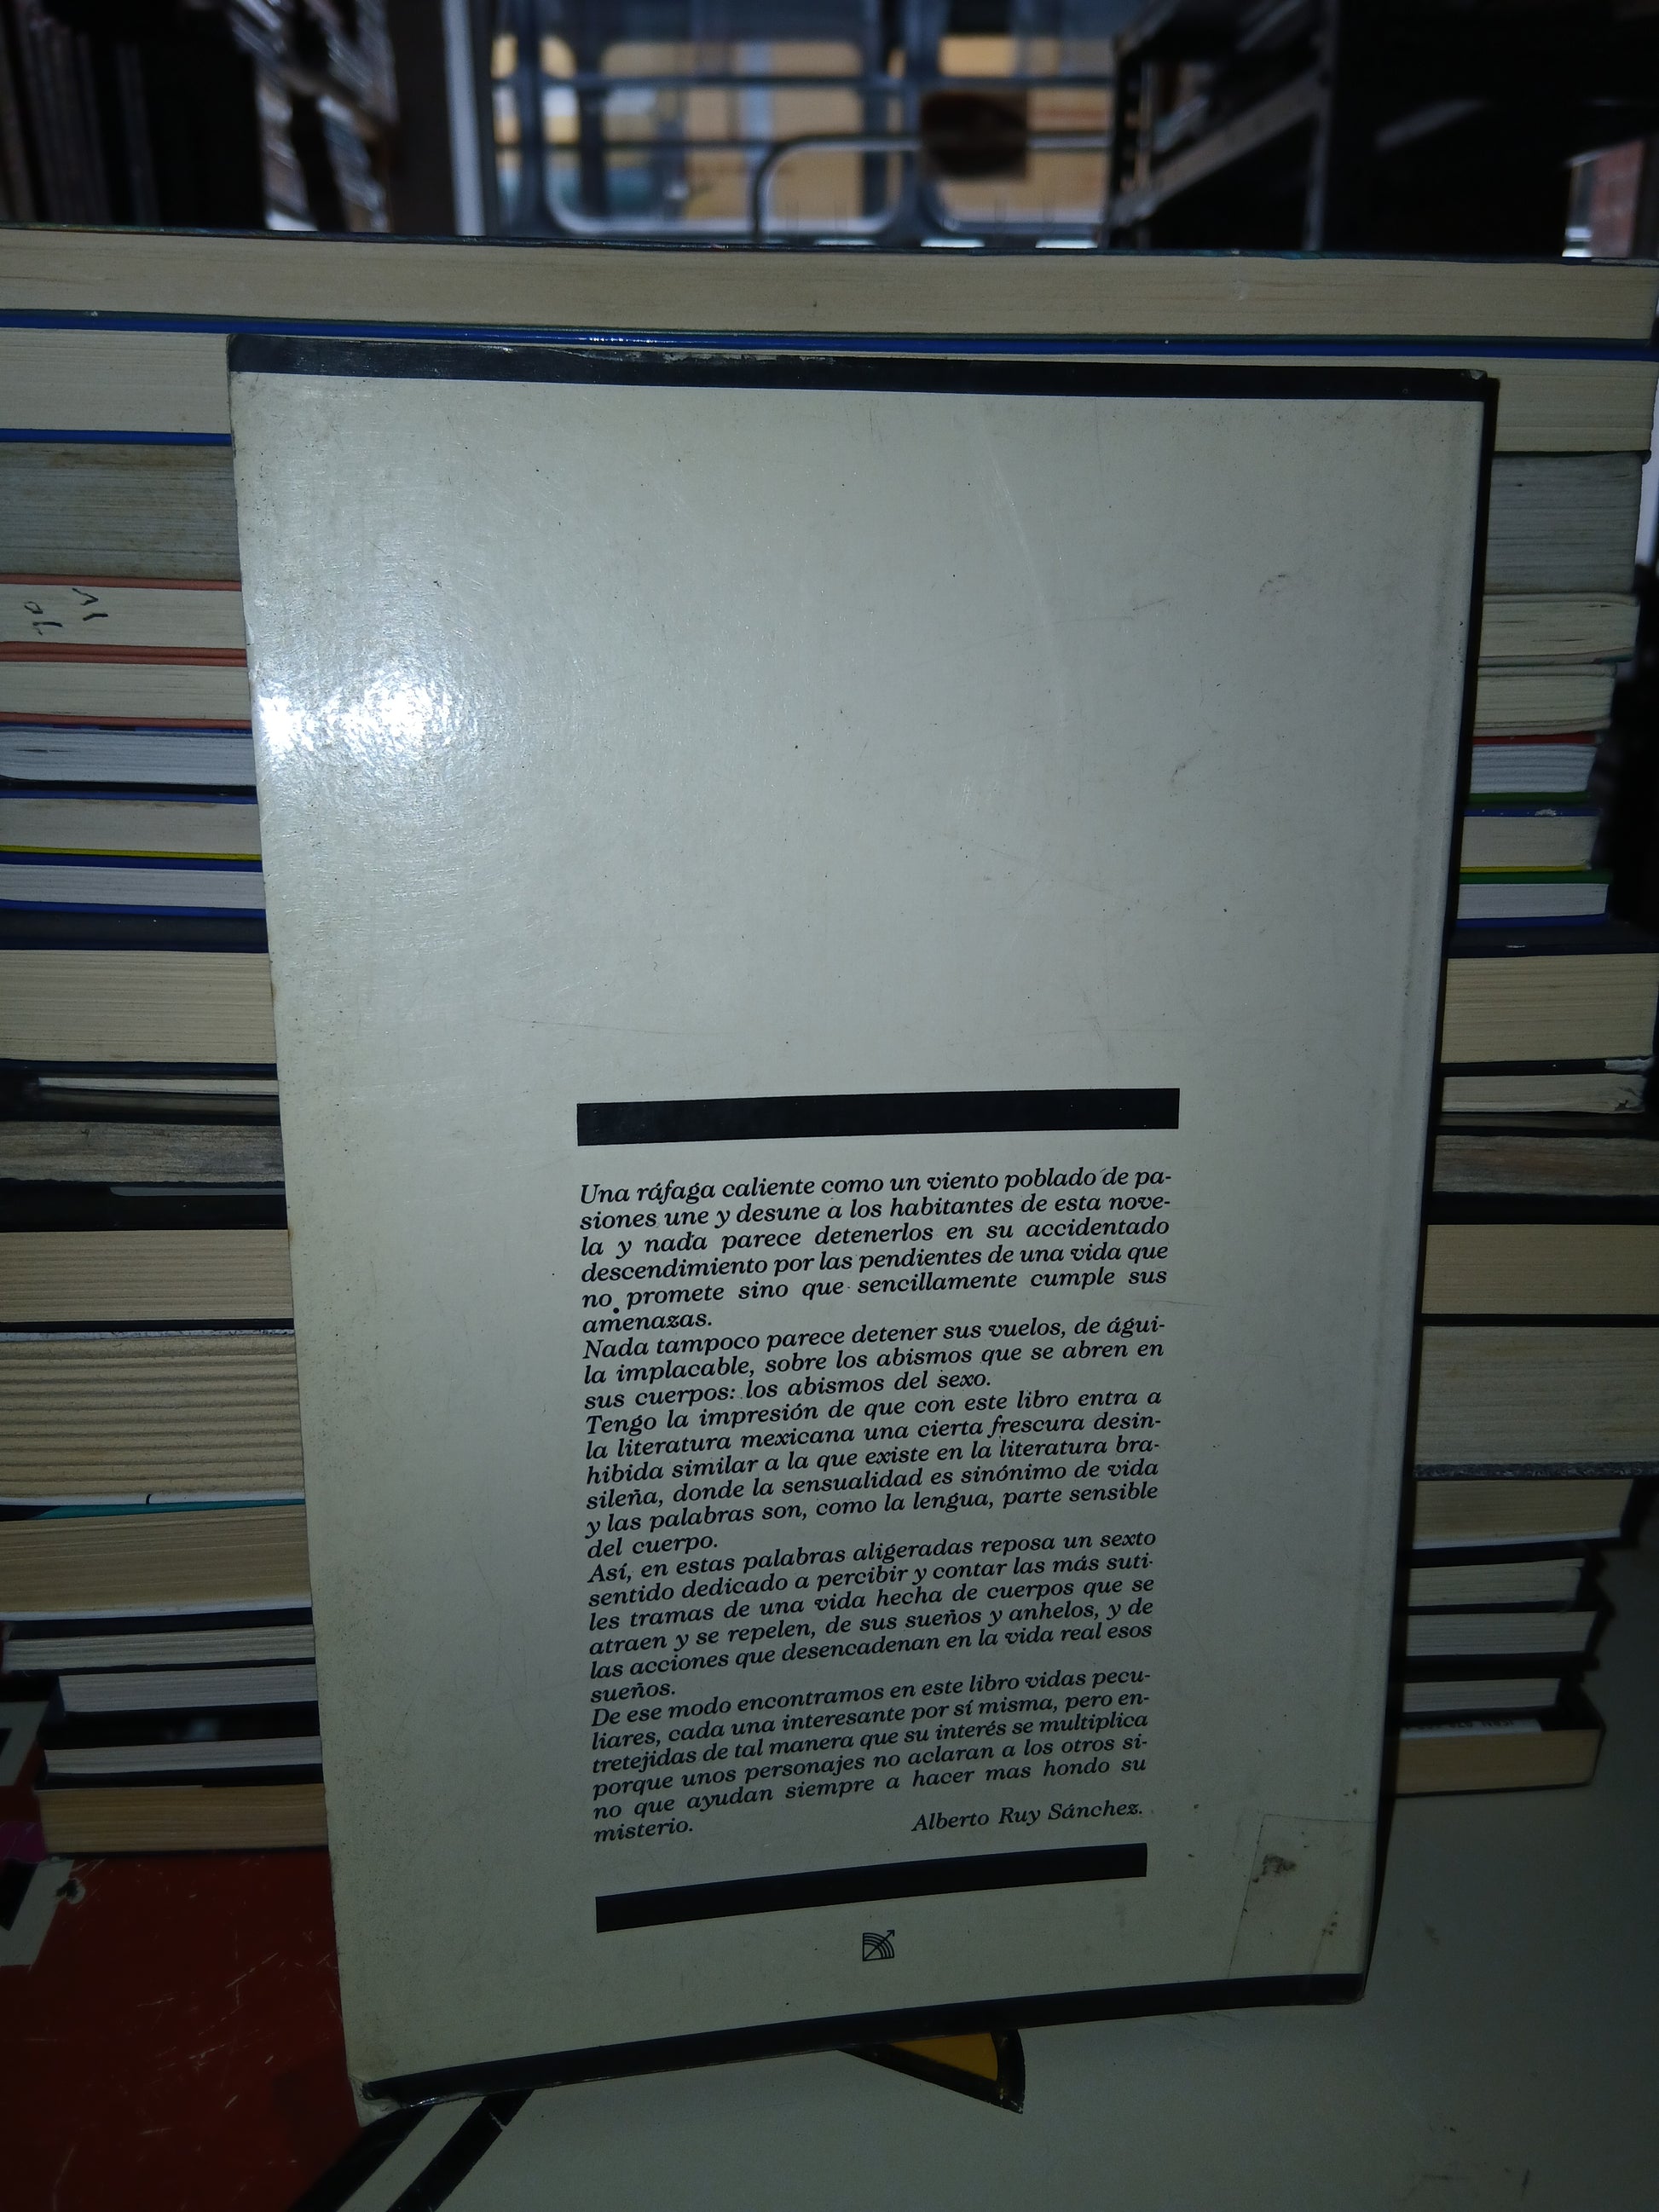 Una ráfaga caliente como un viento poblado de pa-
siones une y desune a los habitantes de esta nove-
la y nada parece detenerlos en su accidentado
descendimiento por las pendientes de una vida que
no promete sino que sencillamente cumple sus
amenazas.
Nada tampoco parece detener sus vuelos, de águi-
la implacable, sobre los abismos que se abren en
sus cuerpos: los abismos del sexo.
Tengo la impresión de que con este libro entra a
la literatura mexicana una cierta frescura desin-
hibida similar a la que existe en la literatura bra-
sileña, donde la sensualidad es sinónimo de vida
y las palabras son, como la lengua, parte sensible
del cuerpo.
Así, en estas palabras aligeradas reposa un sexto
sentido dedicado a percibir y contar las más suti-
les tramas de una vida hecha de cuerpos que se
atraen y se repelen, de sus sueños y anhelos, y de
las acciones que desencadenan en la vida real esos
sueños.
De ese modo encontramos en este libro vidas pecu-
liares, cada una interesante por sí misma, pero en-
tretejidas de tal manera que su interés se multiplica
porque unos personajes no aclaran a los otros si-
no que ayudan siempre a hacer mas hondo su
misterio.
Alberto Ruy Sánchez.